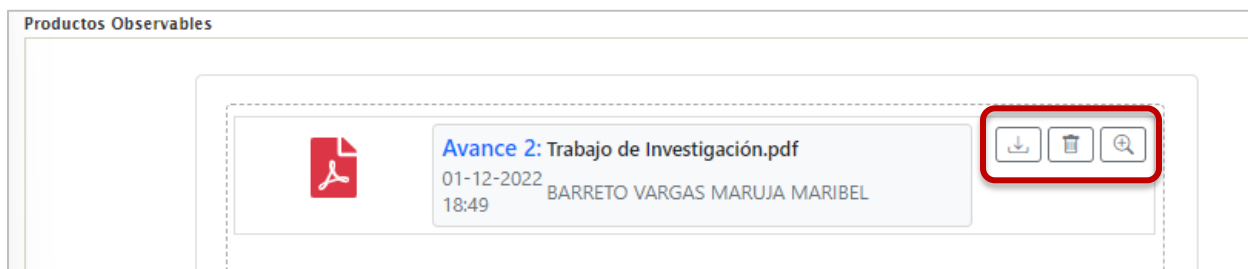 Productos Observables
Avance 2: Trabajo de Investigación.pdf
01-12-2022
18:49
BARRETO VARGAS MARUJA MARIBEL